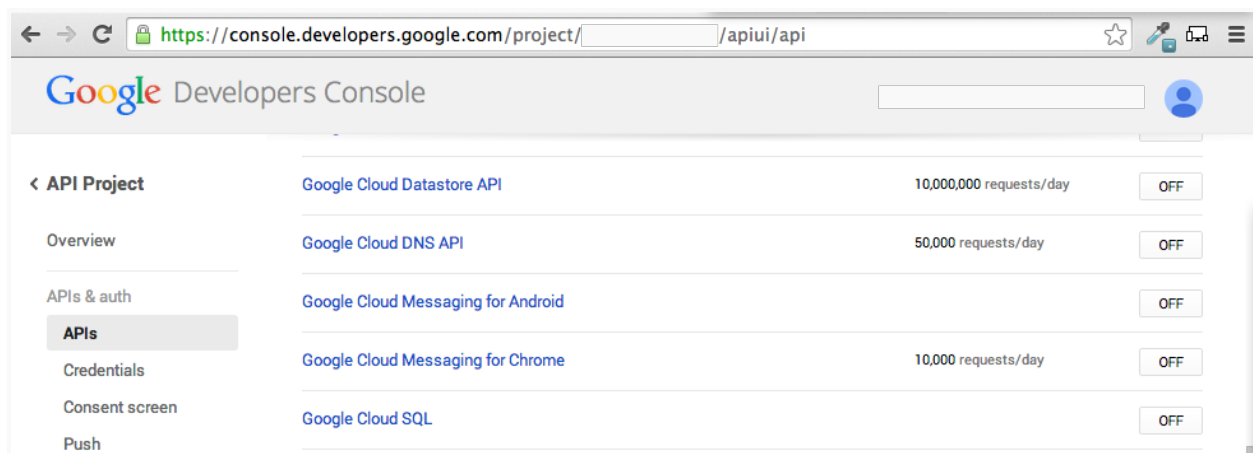 https://console.developers.google.com/project/ /apiui/api
Google Developers Console
API Project
Overview
APIs & auth
APIs
Credentials
Consent screen
Push
Google Cloud Datastore API 10,000,000 requests/day OFF
Google Cloud DNS API 50,000 requests/day OFF
Google Cloud Messaging for Android OFF
Google Cloud Messaging for Chrome 10,000 requests/day OFF
Google Cloud SQL OFF